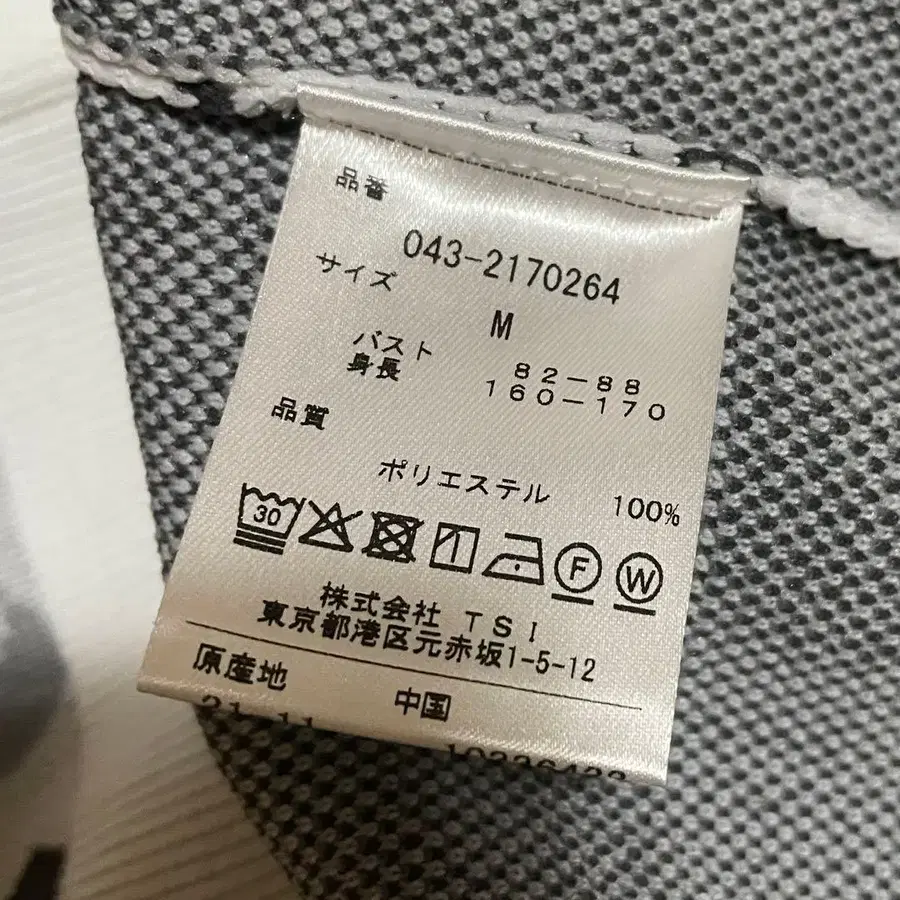 品番
043-2170264
サイズ
M
バスト 82-88
身長 160-170
品質
ポリエステル 100%
30
F W
株式会社 TSI
東京都港区元赤坂1-5-12
原産地 中国